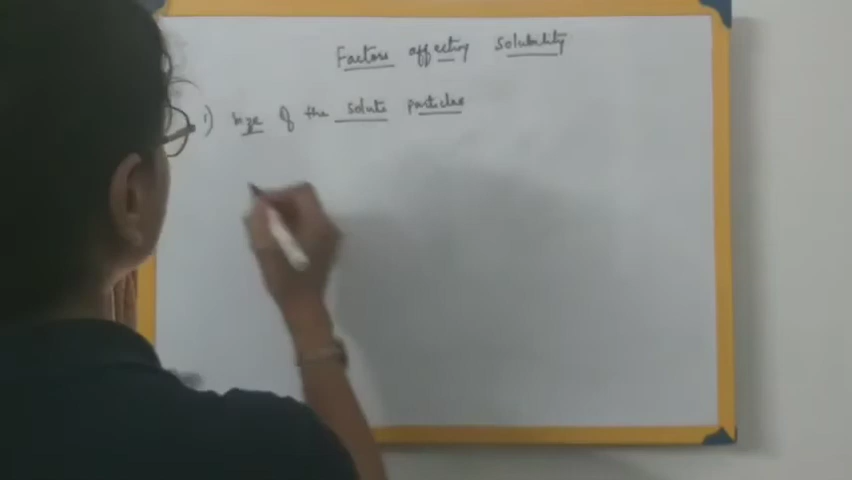 Factors affecting solubility
1) size of the solute particles